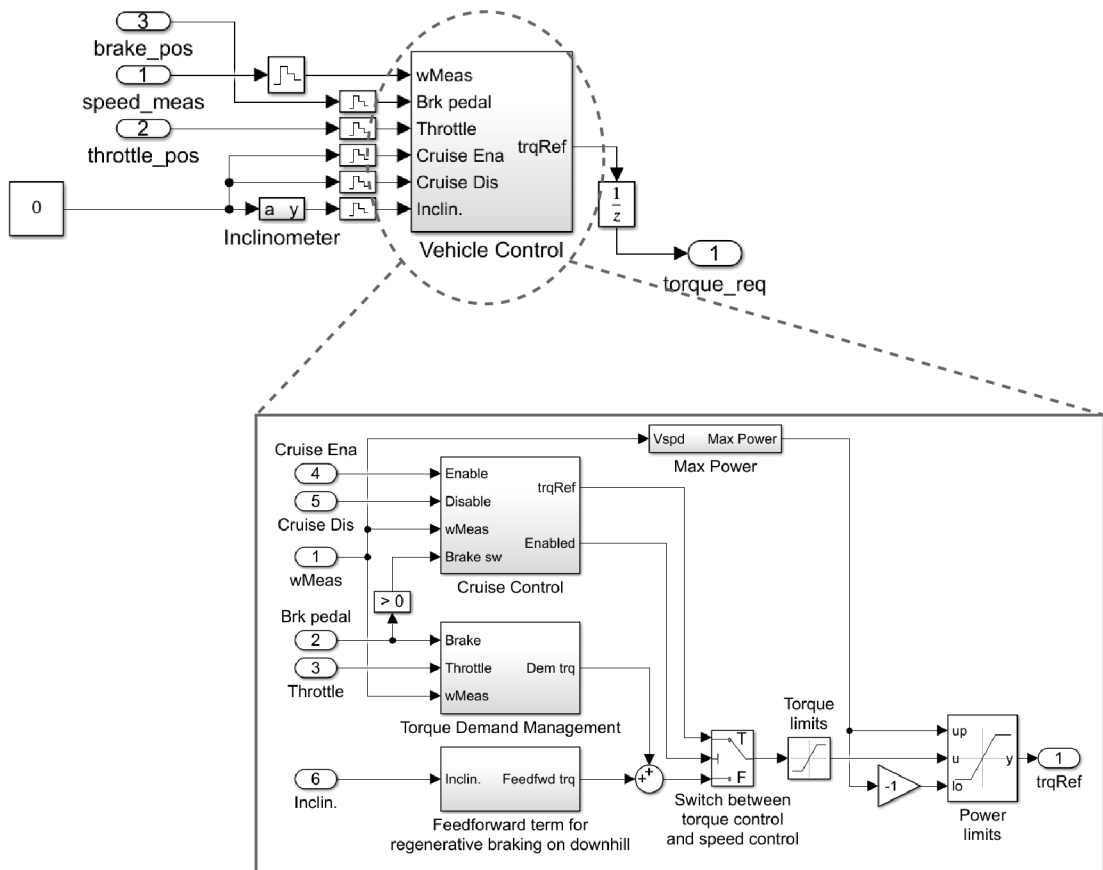 3
brake_pos
1
speed_meas
2
throttle_pos
0
a y
Inclinometer
wMeas
Brk pedal
Throttle
Cruise Ena
Cruise Dis
Inclin.
trqRef
Vehicle Control
1
z
1
torque_req
Cruise Ena
4
5
Cruise Dis
1
wMeas
Brk pedal
2
3
Throttle
6
Inclin.
> 0
Enable
Disable
wMeas
Brake sw
trqRef
Enabled
Cruise Control
Brake
Throttle
wMeas
Dem trq
Torque Demand Management
Inclin. Feedfwd trq
Feedforward term for
regenerative braking on downhill
Vspd Max Power
Max Power
++
T
F
Switch between
torque control
and speed control
Torque
limits
-1
up
u
lo
y
Power
limits
1
trqRef